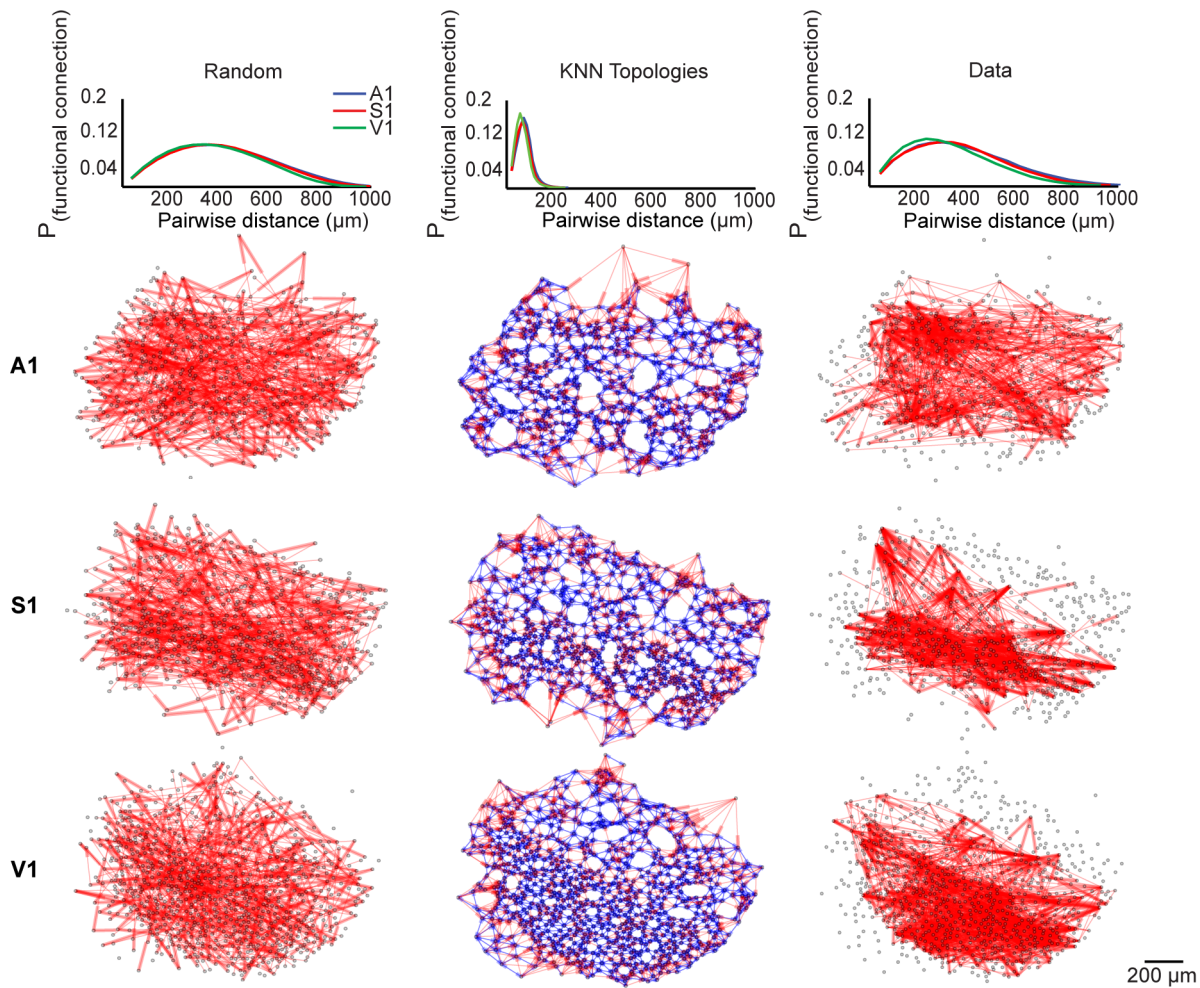 Random
KNN Topologies
Data
P(functional connection)
0.2
0.12
0.04
A1
S1
V1
200 400 600 800 1000
Pairwise distance (μm)
P(functional connection)
0.2
0.12
0.04
200 400 600 800 1000
Pairwise distance (μm)
P(functional connection)
0.2
0.12
0.04
200 400 600 800 1000
Pairwise distance (μm)
A1
S1
V1
200 μm